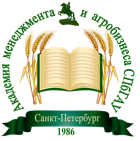 Академия менеджмента и агробизнеса СПбГАУ
Санкт-Петербург
1986